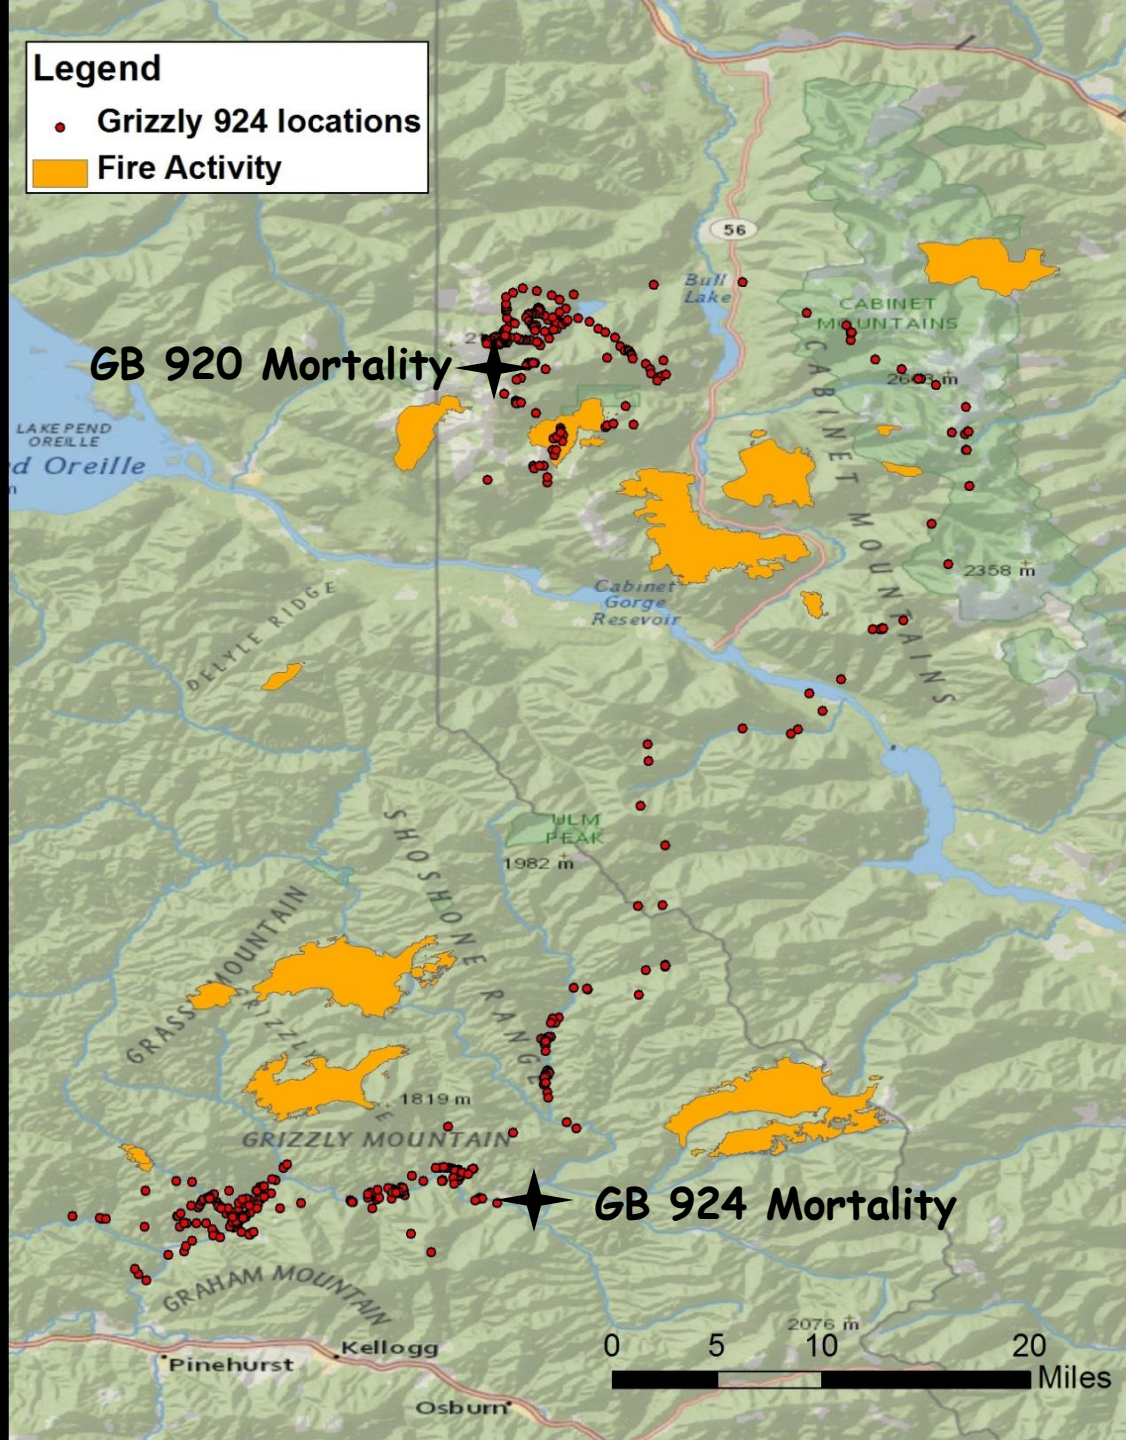 Legend
Grizzly 924 locations
Fire Activity
56
Bull
Lake
CABINET
MOUNTAINS
GB 920 Mortality
LAKE PEND
OREILLE
d Oreille
CABINET MOUNTAINS
2358 m
Cabinet
Gorge
Resevoir
DELYLE RIDGE
ULM
PEAK
1982 m
SHOSHONE RANGE
GRASSY MOUNTAIN
1819 m
GRIZZLY MOUNTAIN
GB 924 Mortality
GRAHAM MOUNTAIN
2076 m
0 5 10 20
Miles
Kellogg
Pinehurst
Osburn